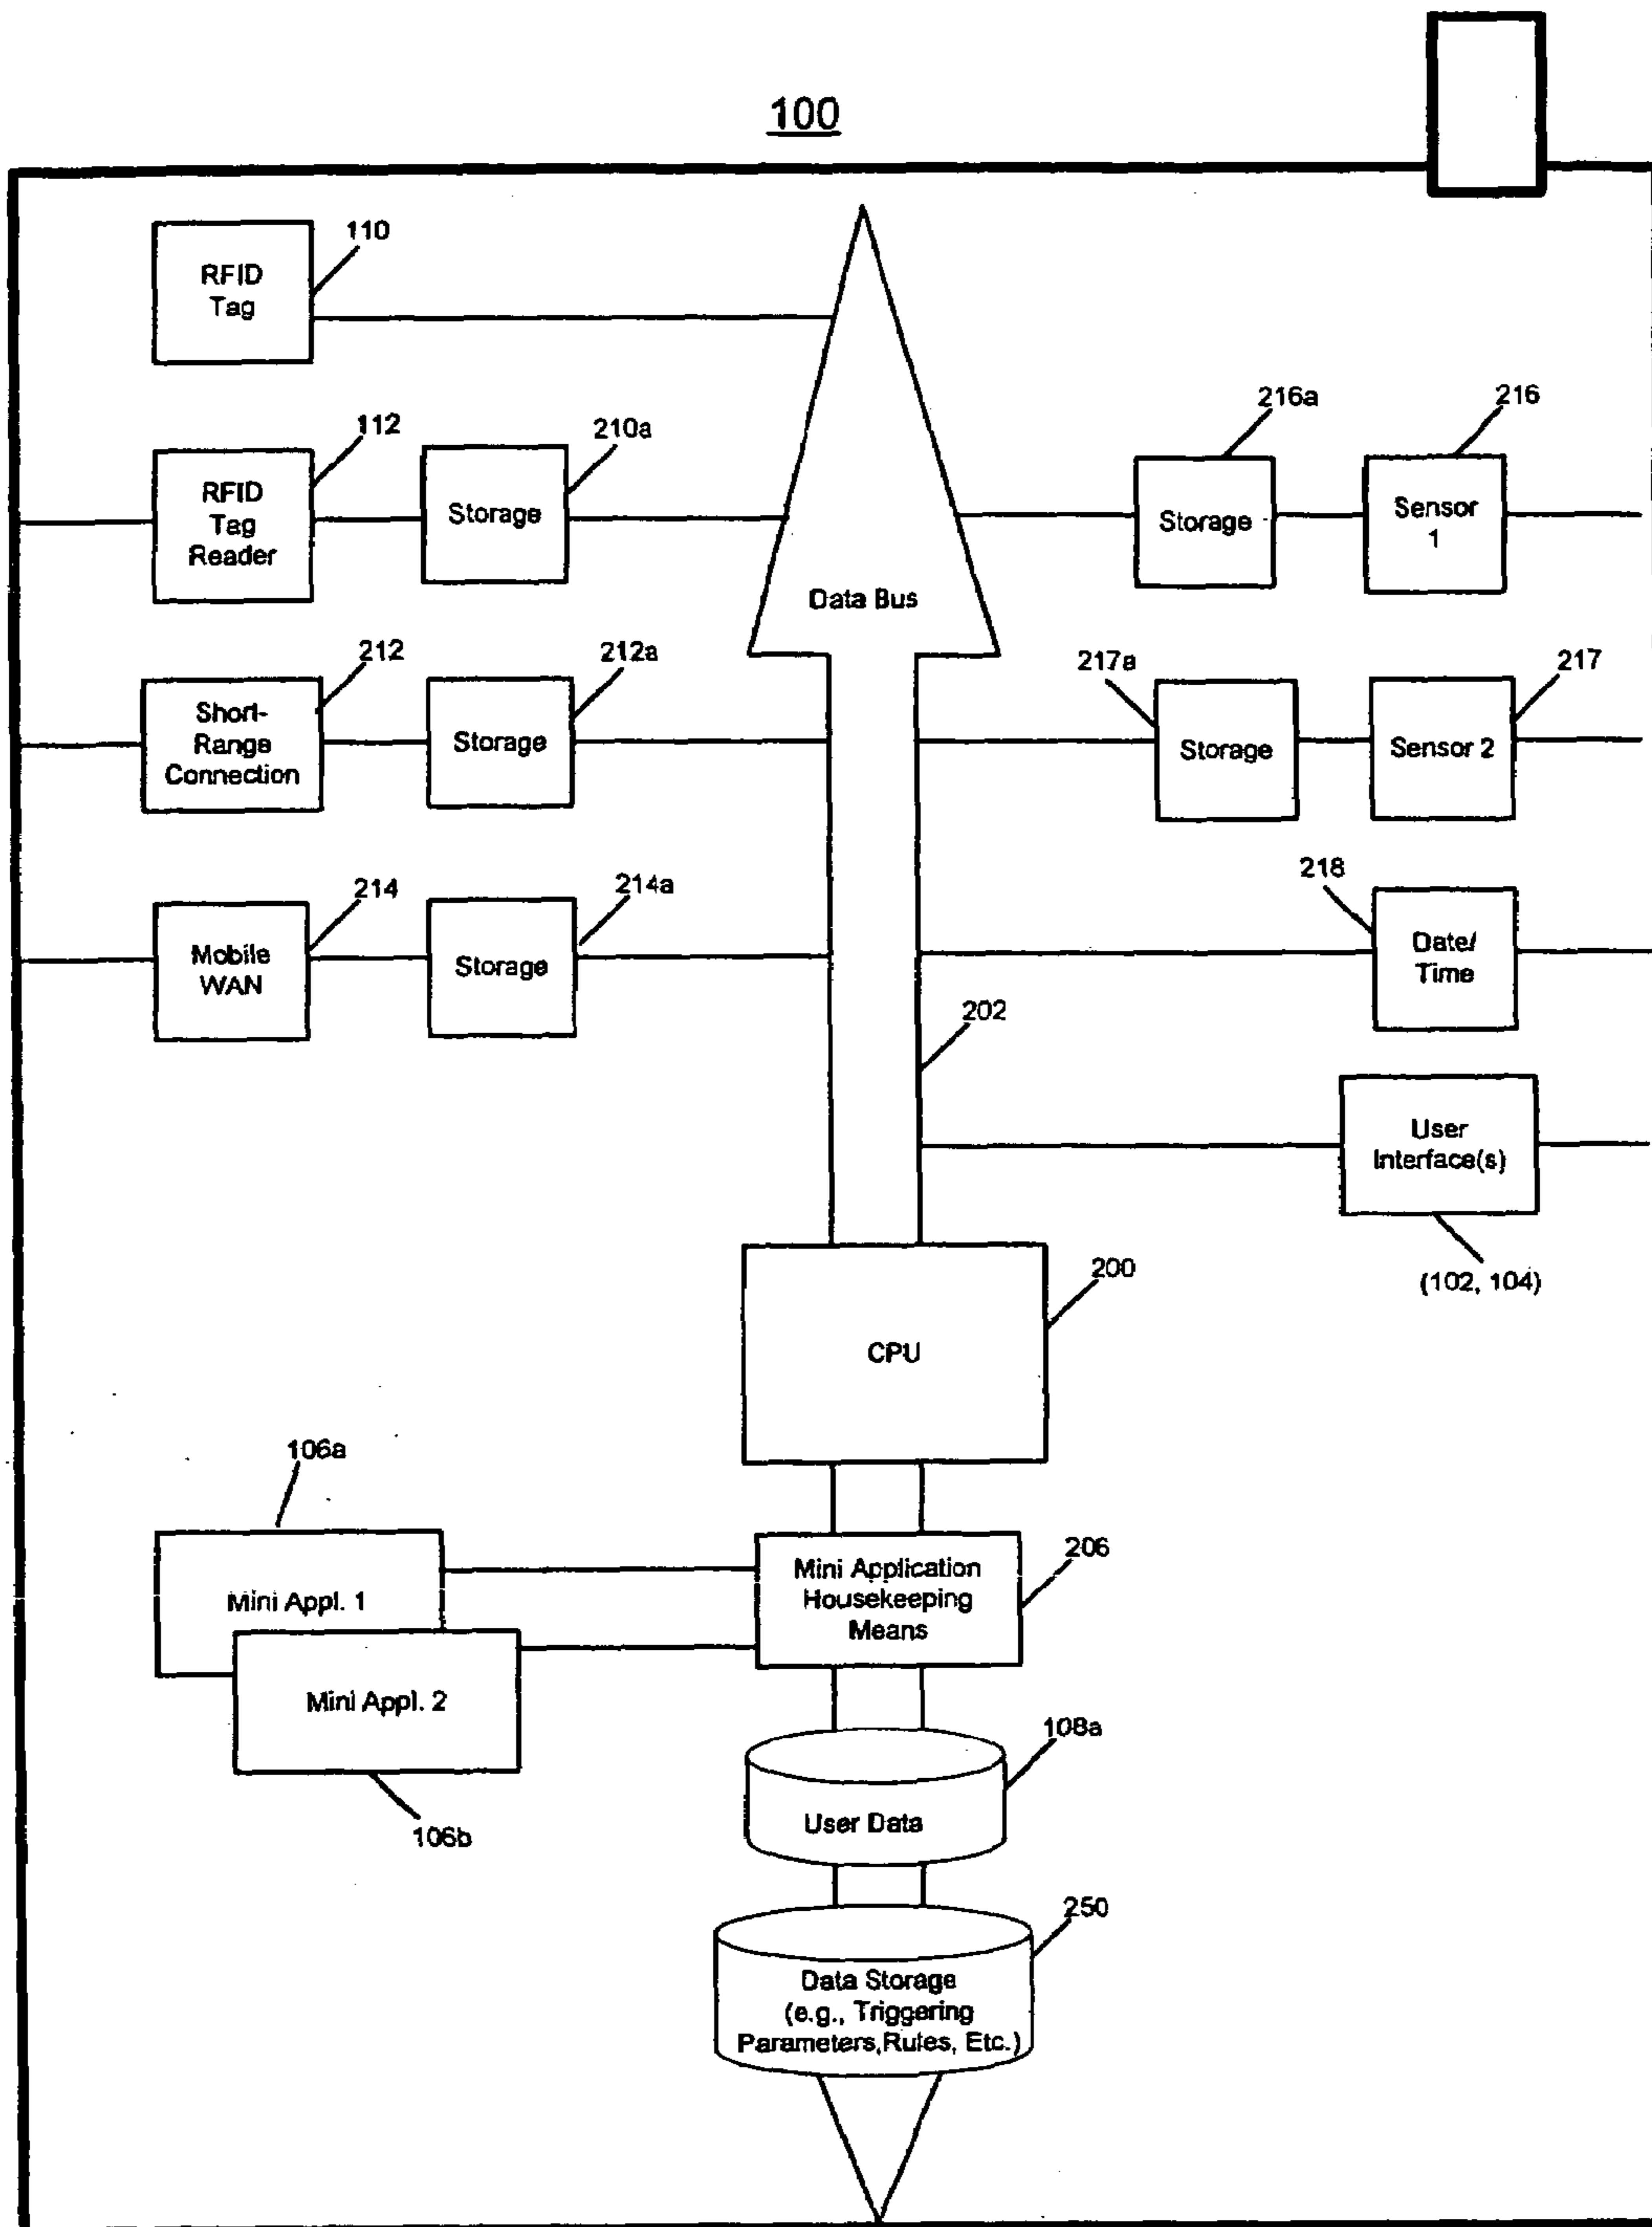 100
110
RFID
Tag
112
210a
216a
216
RFID
Tag
Reader
Storage
Storage
Sensor
1
Data Bus
212
212a
217a
217
Short-
Range
Connection
Storage
Storage
Sensor 2
214
214a
218
Mobile
WAN
Storage
Date/
Time
202
User
Interface(s)
(102, 104)
200
CPU
106a
206
Mini Application
Housekeeping
Means
Mini Appl. 1
Mini Appl. 2
106b
108a
User Data
250
Data Storage
(e.g., Triggering
Parameters,Rules, Etc.)